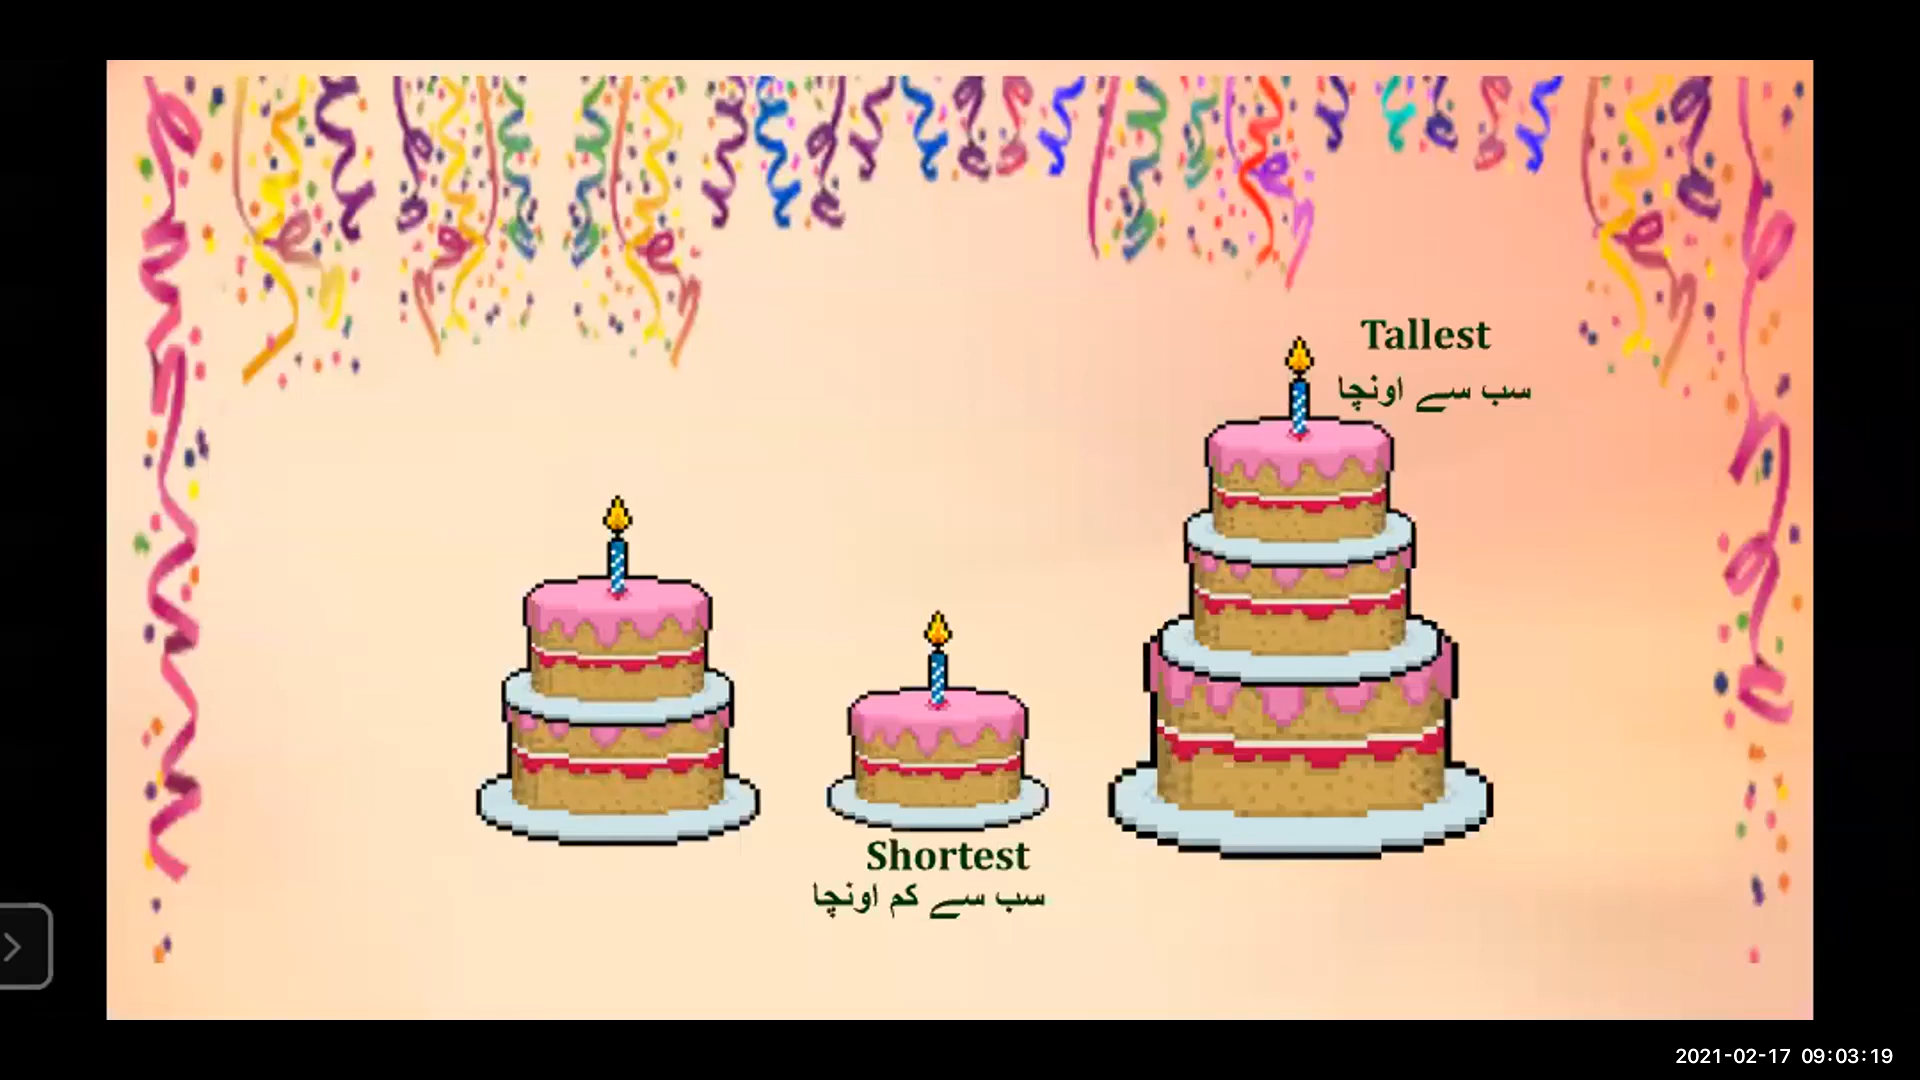 Tallest
سب سے اونچا
Shortest
سب سے کم اونچا
2021-02-17 09:03:19